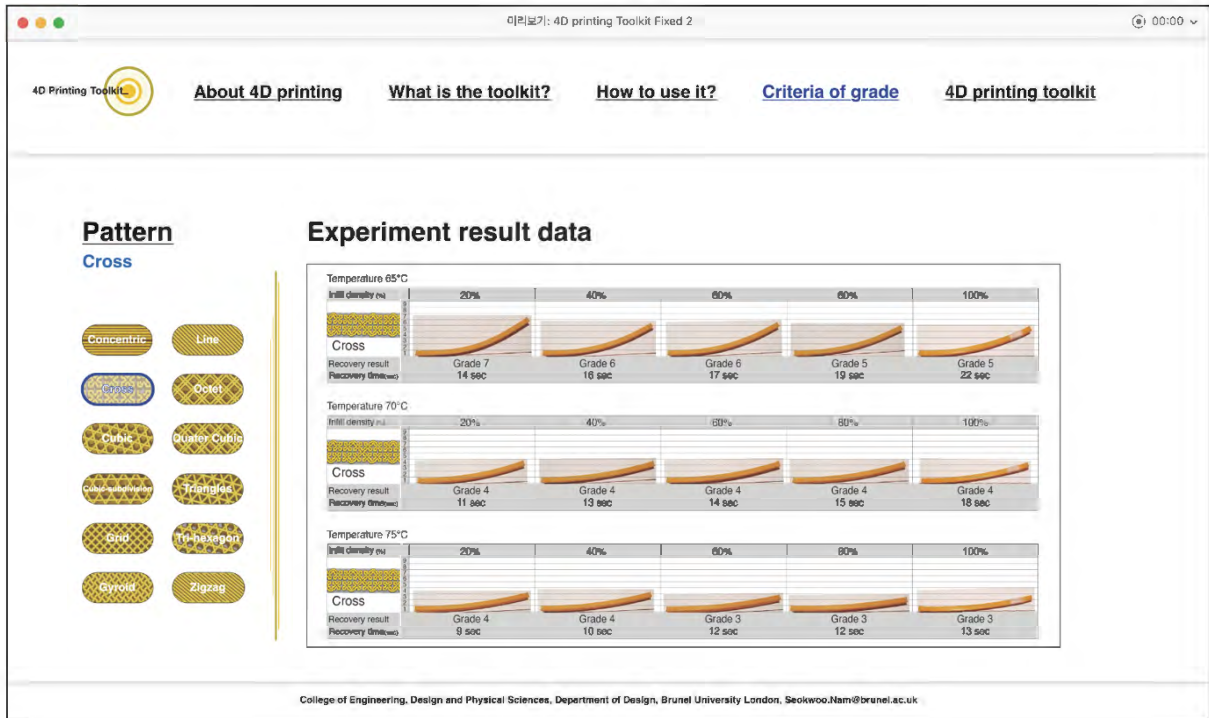 미리보기: 4D printing Toolkit Fixed 2
00:00
4D Printing Toolkit
About 4D printing
What is the toolkit?
How to use it?
Criteria of grade
4D printing toolkit
Pattern
Cross
Concentric
Line
Cross
Octet
Cubic
Quater Cubic
Cubic-subdivision
Triangles
Grid
Tri-hexagon
Gyroid
Zigzag
Experiment result data
Temperature 65°C
Infill density (%) 20% 40% 60% 80% 100%
Cross
Recovery result Grade 7 Grade 6 Grade 6 Grade 5 Grade 5
Recovery time(sec) 14 sec 16 sec 17 sec 19 sec 22 sec
Temperature 70°C
Infill density 20% 40% 60% 80% 100%
Cross
Recovery result Grade 4 Grade 4 Grade 4 Grade 4 Grade 4
Recovery time(sec) 11 sec 13 sec 14 sec 15 sec 18 sec
Temperature 75°C
Infill density (%) 20% 40% 60% 80% 100%
Cross
Recovery result Grade 4 Grade 4 Grade 3 Grade 3 Grade 3
Recovery time(sec) 9 sec 10 sec 12 sec 12 sec 13 sec
College of Engineering, Design and Physical Sciences, Department of Design, Brunel University London, Seokwoo.Nam@brunel.ac.uk